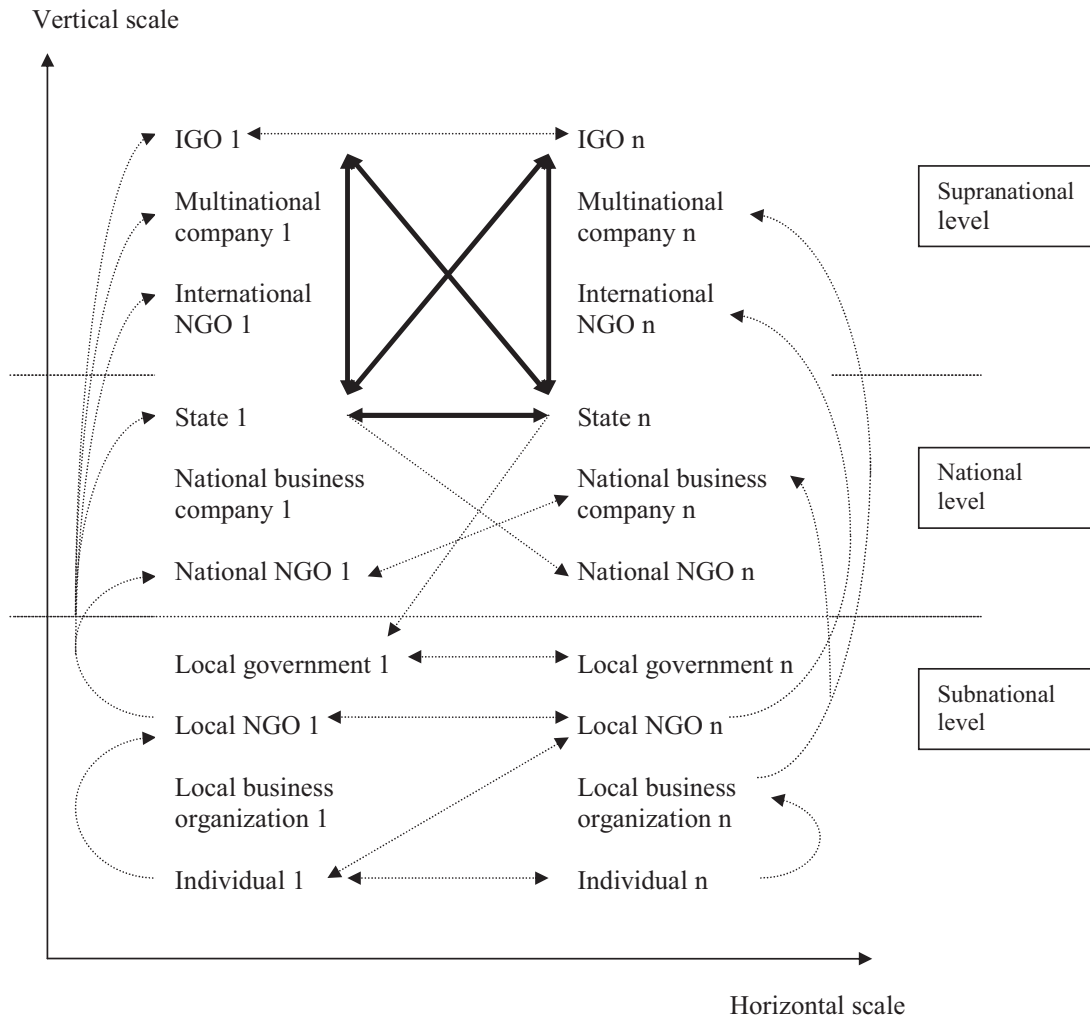 Vertical scale
IGO 1
IGO n
Multinational
company 1
Multinational
company n
Supranational
level
International
NGO 1
International
NGO n
State 1
State n
National business
company 1
National business
company n
National
level
National NGO 1
National NGO n
Local government 1
Local government n
Subnational
level
Local NGO 1
Local NGO n
Local business
organization 1
Local business
organization n
Individual 1
Individual n
Horizontal scale